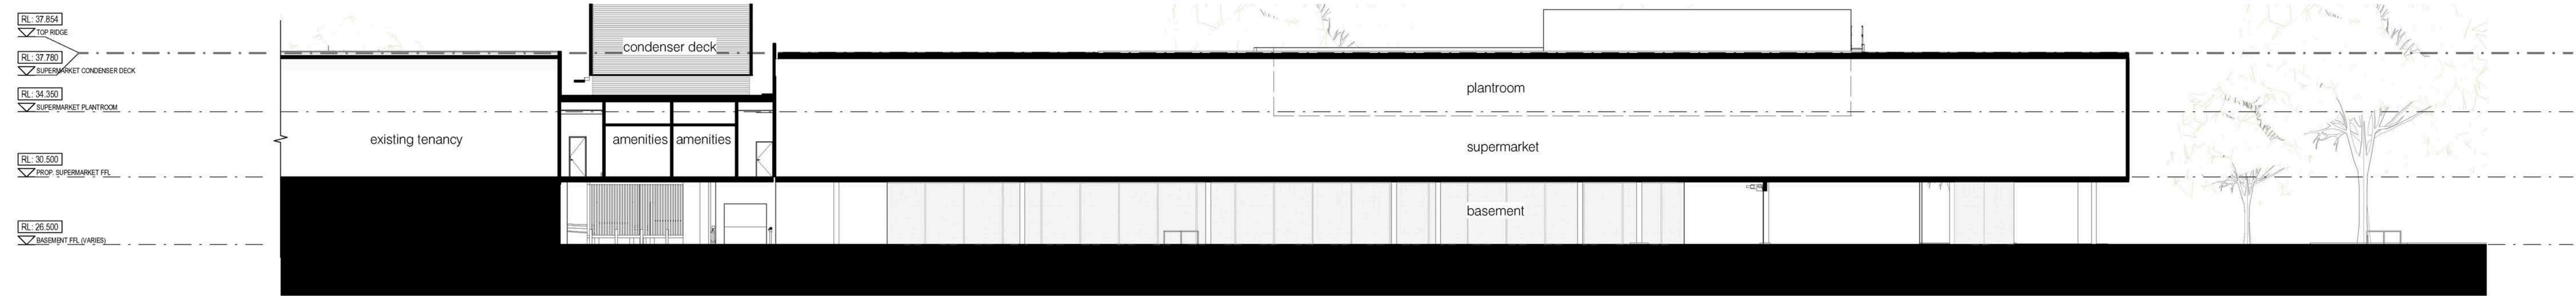 RL: 37.854
TOP RIDGE
RL: 37.780
SUPERMARKET CONDENSER DECK
RL: 34.350
SUPERMARKET PLANTROOM
RL: 30.500
PROP. SUPERMARKET FFL
RL: 26.500
BASEMENT FFL (VARIES)
condenser deck
existing tenancy
amenities
amenities
plantroom
supermarket
basement